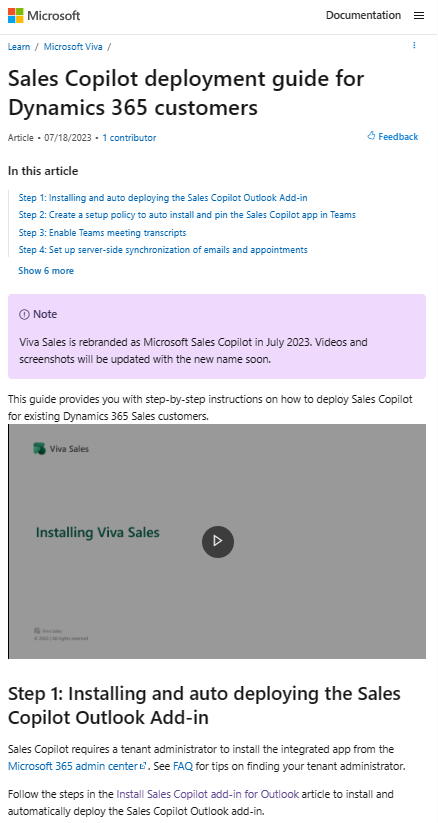 Microsoft
Documentation
Learn / Microsoft Viva /
Sales Copilot deployment guide for
Dynamics 365 customers
Article • 07/18/2023 • 1 contributor
Feedback
In this article
Step 1: Installing and auto deploying the Sales Copilot Outlook Add-in
Step 2: Create a setup policy to auto install and pin the Sales Copilot app in Teams
Step 3: Enable Teams meeting transcripts
Step 4: Set up server-side synchronization of emails and appointments
Show 6 more
Note
Viva Sales is rebranded as Microsoft Sales Copilot in July 2023. Videos and
screenshots will be updated with the new name soon.
This guide provides you with step-by-step instructions on how to deploy Sales Copilot
for existing Dynamics 365 Sales customers.
Viva Sales
Installing Viva Sales
Viva Sales
© 2022 | All rights reserved
Step 1: Installing and auto deploying the Sales
Copilot Outlook Add-in
Sales Copilot requires a tenant administrator to install the integrated app from the
Microsoft 365 admin center. See FAQ for tips on finding your tenant administrator.
Follow the steps in the Install Sales Copilot add-in for Outlook article to install and
automatically deploy the Sales Copilot Outlook add-in.